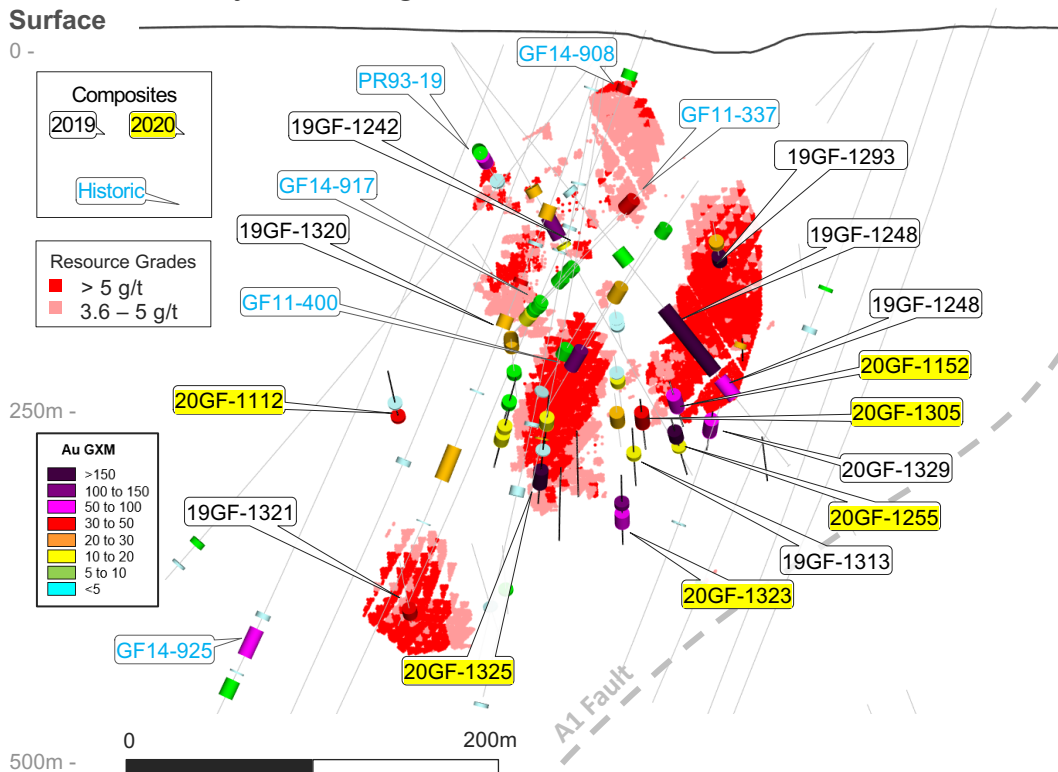 Surface
0 -
GF14-908
PR93-19
Composites
2019
2020
Historic
19GF-1242
GF11-337
19GF-1293
GF14-917
19GF-1320
19GF-1248
Resource Grades
> 5 g/t
3.6 – 5 g/t
GF11-400
19GF-1248
20GF-1152
20GF-1112
250m -
20GF-1305
Au GXM
>150
100 to 150
50 to 100
30 to 50
20 to 30
10 to 20
5 to 10
<5
20GF-1329
19GF-1321
20GF-1255
19GF-1313
20GF-1323
GF14-925
20GF-1325
A1 Fault
0
200m
500m -